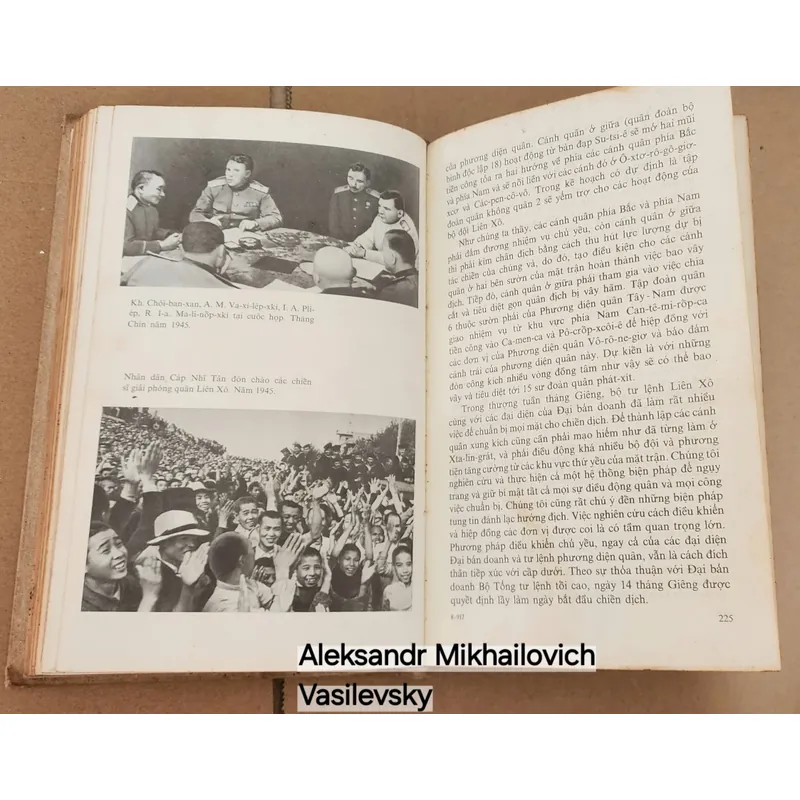 Kh. Chôi-ban-xan, A. M. Va-xi-lép-xki, I. A. Pli-
ép, R. I-a. Ma-li-nốp-xki tại cuộc họp. Tháng
Chín năm 1945.
Nhân dân Cáp Nhĩ Tân đón chào các chiến
sĩ giải phóng quân Liên Xô. Năm 1945.
của phương diện quân. Cánh quân ở giữa (quân đoàn bộ
binh độc lập 18) hoạt động từ bàn đạp Su-tsi-ê sẽ mở hai mũi
tiến công tỏa ra hai hướng về phía các cánh quân phía Bắc
và phía Nam và sẽ nối liền với các cánh đó ở Ô-xtơ-rô-gô-giơ-
xcơ và Các-pen-cô-vô. Trong kế hoạch có dự định là tập
đoàn quân không quân 2 sẽ yểm trợ cho các hoạt động của
bộ đội Liên Xô.
Như chúng ta thấy, các cánh quân phía Bắc và phía Nam
phải đảm đương nhiệm vụ chủ yếu, còn cánh quân ở giữa
thì phải kìm chân địch bằng cách thu hút lực lượng dự bị
tác chiến của chúng và, do đó, tạo điều kiện cho các cánh
quân ở hai bên sườn của mặt trận hoàn thành việc bao vây
địch. Tiếp đó, cánh quân ở giữa phải tham gia vào việc chia
cắt và tiêu diệt gọn quân địch bị vây hãm. Tập đoàn quân
6 thuộc sườn phải của Phương diện quân Tây-Nam được
giao nhiệm vụ từ khu vực phía Nam Can-tê-mi-rốp-ca
tiến công vào Ca-men-ca và Pô-crốp-xcôi-ê để hiệp đồng với
các đơn vị của Phương diện quân Vô-rô-ne-giơ và bảo đảm
cánh trái của phương diện quân này. Dự kiến là với những
đòn công kích nhiều vòng đồng tâm như vậy sẽ có thể bao
vây và tiêu diệt tới 15 sư đoàn quân phát-xít.
Trong thượng tuần tháng Giêng, bộ tư lệnh Liên Xô
cùng với các đại diện của Đại bản doanh đã làm rất nhiều
việc để chuẩn bị mọi mặt cho chiến dịch. Để thành lập các cánh
quân xung kích cũng cần phải mạo hiểm như đã từng làm ở
Xta-lin-grát, và phải điều động khá nhiều bộ đội và phương
tiện tăng cường từ các khu vực thứ yếu của mặt trận. Chúng tôi
nghiên cứu và thực hiện cả một hệ thống biện pháp để ngụy
trang và giữ bí mật tất cả mọi sự điều động quân và mọi công
việc chuẩn bị. Chúng tôi cũng rất chú ý đến những biện pháp
tung tin đánh lạc hướng địch. Việc nghiên cứu cách điều khiển
và hiệp đồng các đơn vị được coi là có tầm quan trọng lớn.
Phương pháp điều khiển chủ yếu, ngay cả của các đại diện
Đại bản doanh và tư lệnh phương diện quân, vẫn là cách đích
thân tiếp xúc với cấp dưới. Theo sự thỏa thuận với Đại bản
doanh Bộ Tổng tư lệnh tối cao, ngày 14 tháng Giêng được
quyết định lấy làm ngày bắt đầu chiến dịch.
225
Aleksandr Mikhailovich
Vasilevsky